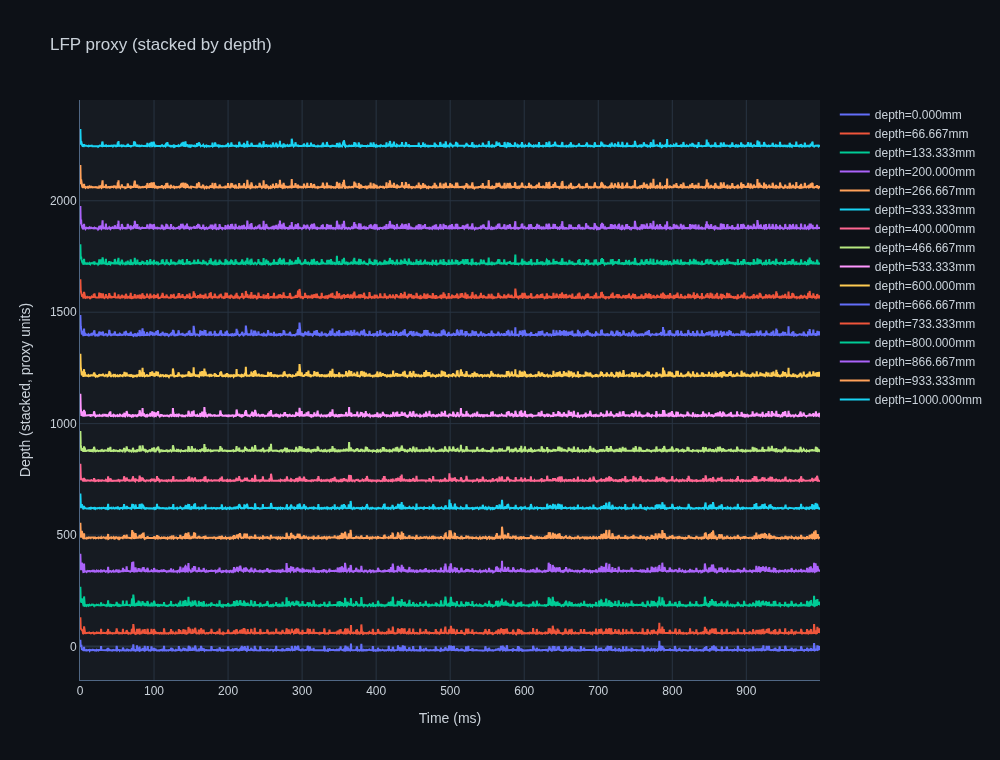 LFP proxy (stacked by depth)
depth=0.000mm
depth=66.667mm
depth=133.333mm
depth=200.000mm
depth=266.667mm
depth=333.333mm
depth=400.000mm
depth=466.667mm
depth=533.333mm
depth=600.000mm
depth=666.667mm
depth=733.333mm
depth=800.000mm
depth=866.667mm
depth=933.333mm
depth=1000.000mm
Depth (stacked, proxy units)
2000
1500
1000
500
0
0 100 200 300 400 500 600 700 800 900
Time (ms)